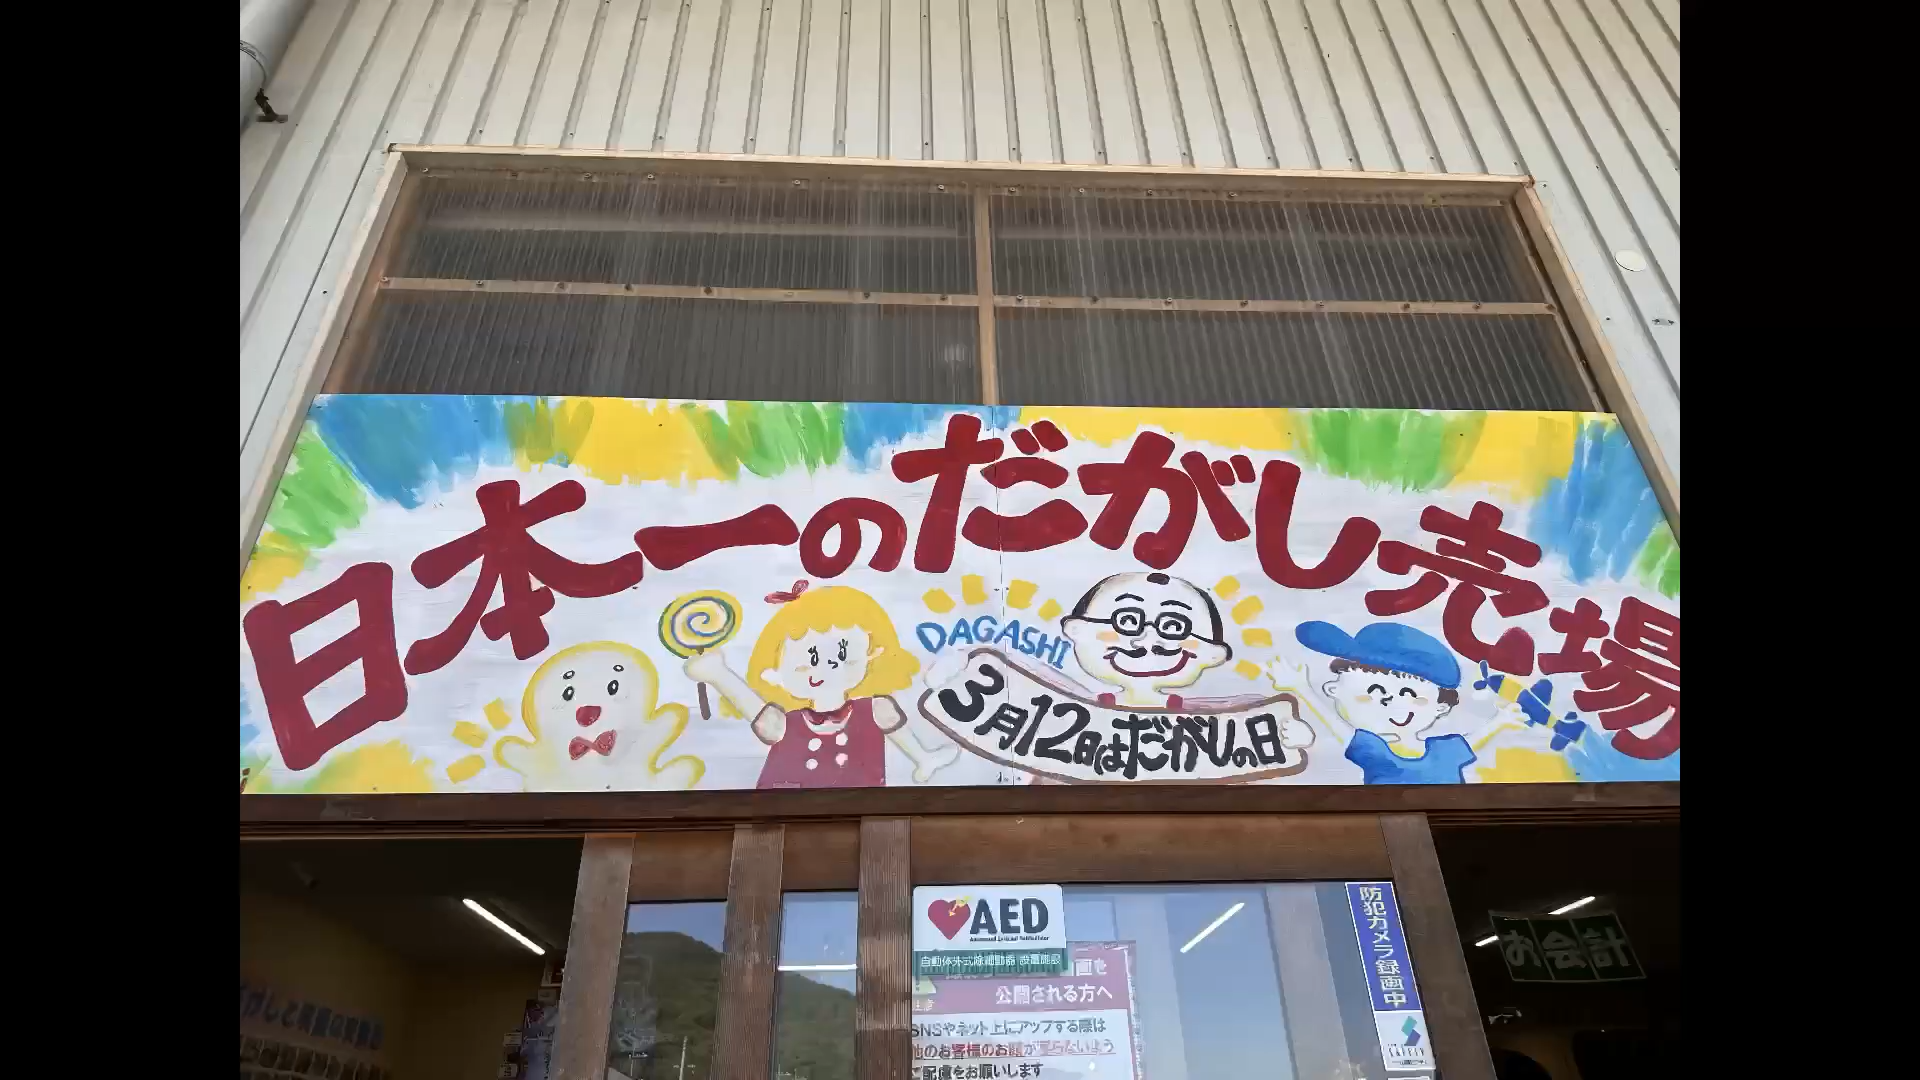 日本一のだがし売場
DAGASHI
3月12日はだがしの日
AED
自動体外式除細動器 設置施設
画を
公開される方へ
SNSやネット上にアップする際は
他のお客様のお顔が写らないよう
ご配慮をお願いします
防犯カメラ録画中
お会計